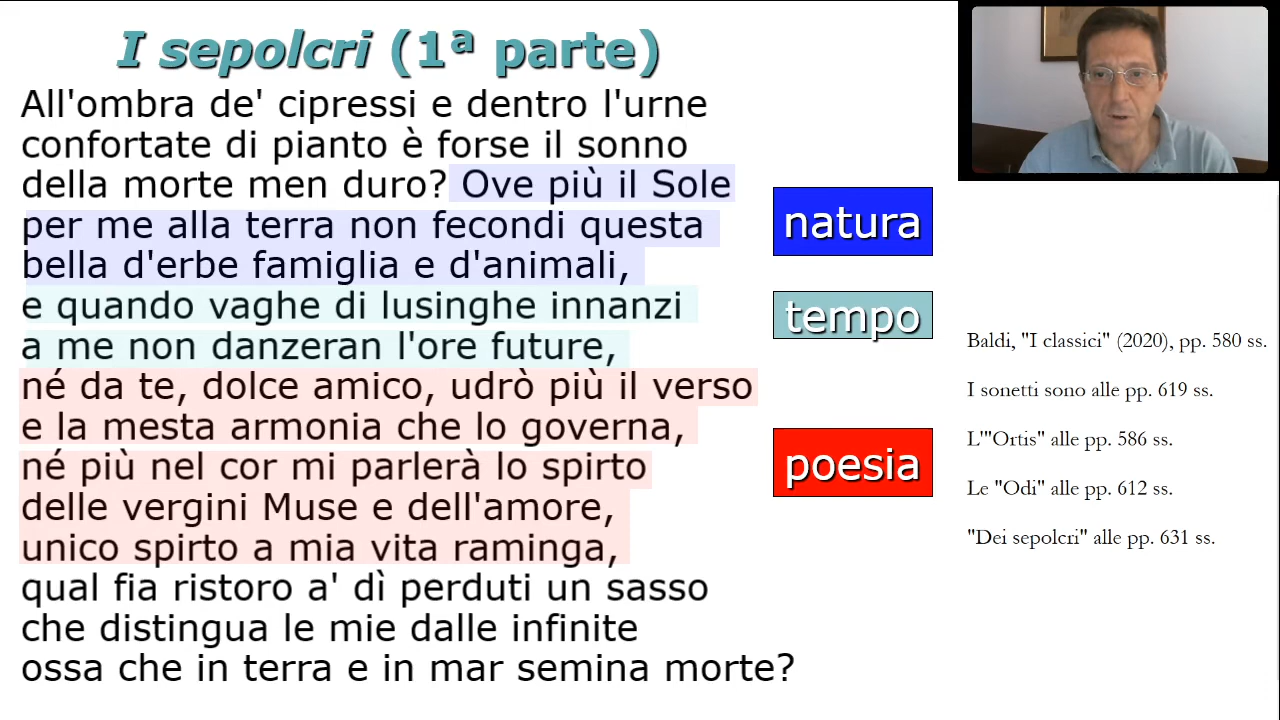 I sepolcri (1ª parte)
All'ombra de' cipressi e dentro l'urne
confortate di pianto è forse il sonno
della morte men duro? Ove più il Sole
per me alla terra non fecondi questa
bella d'erbe famiglia e d'animali,
e quando vaghe di lusinghe innanzi
a me non danzeran l'ore future,
né da te, dolce amico, udrò più il verso
e la mesta armonia che lo governa,
né più nel cor mi parlerà lo spirto
delle vergini Muse e dell'amore,
unico spirto a mia vita raminga,
qual fia ristoro a' dì perduti un sasso
che distingua le mie dalle infinite
ossa che in terra e in mar semina morte?
natura
tempo
poesia
Baldi, "I classici" (2020), pp. 580 ss.
I sonetti sono alle pp. 619 ss.
L'"Ortis" alle pp. 586 ss.
Le "Odi" alle pp. 612 ss.
"Dei sepolcri" alle pp. 631 ss.